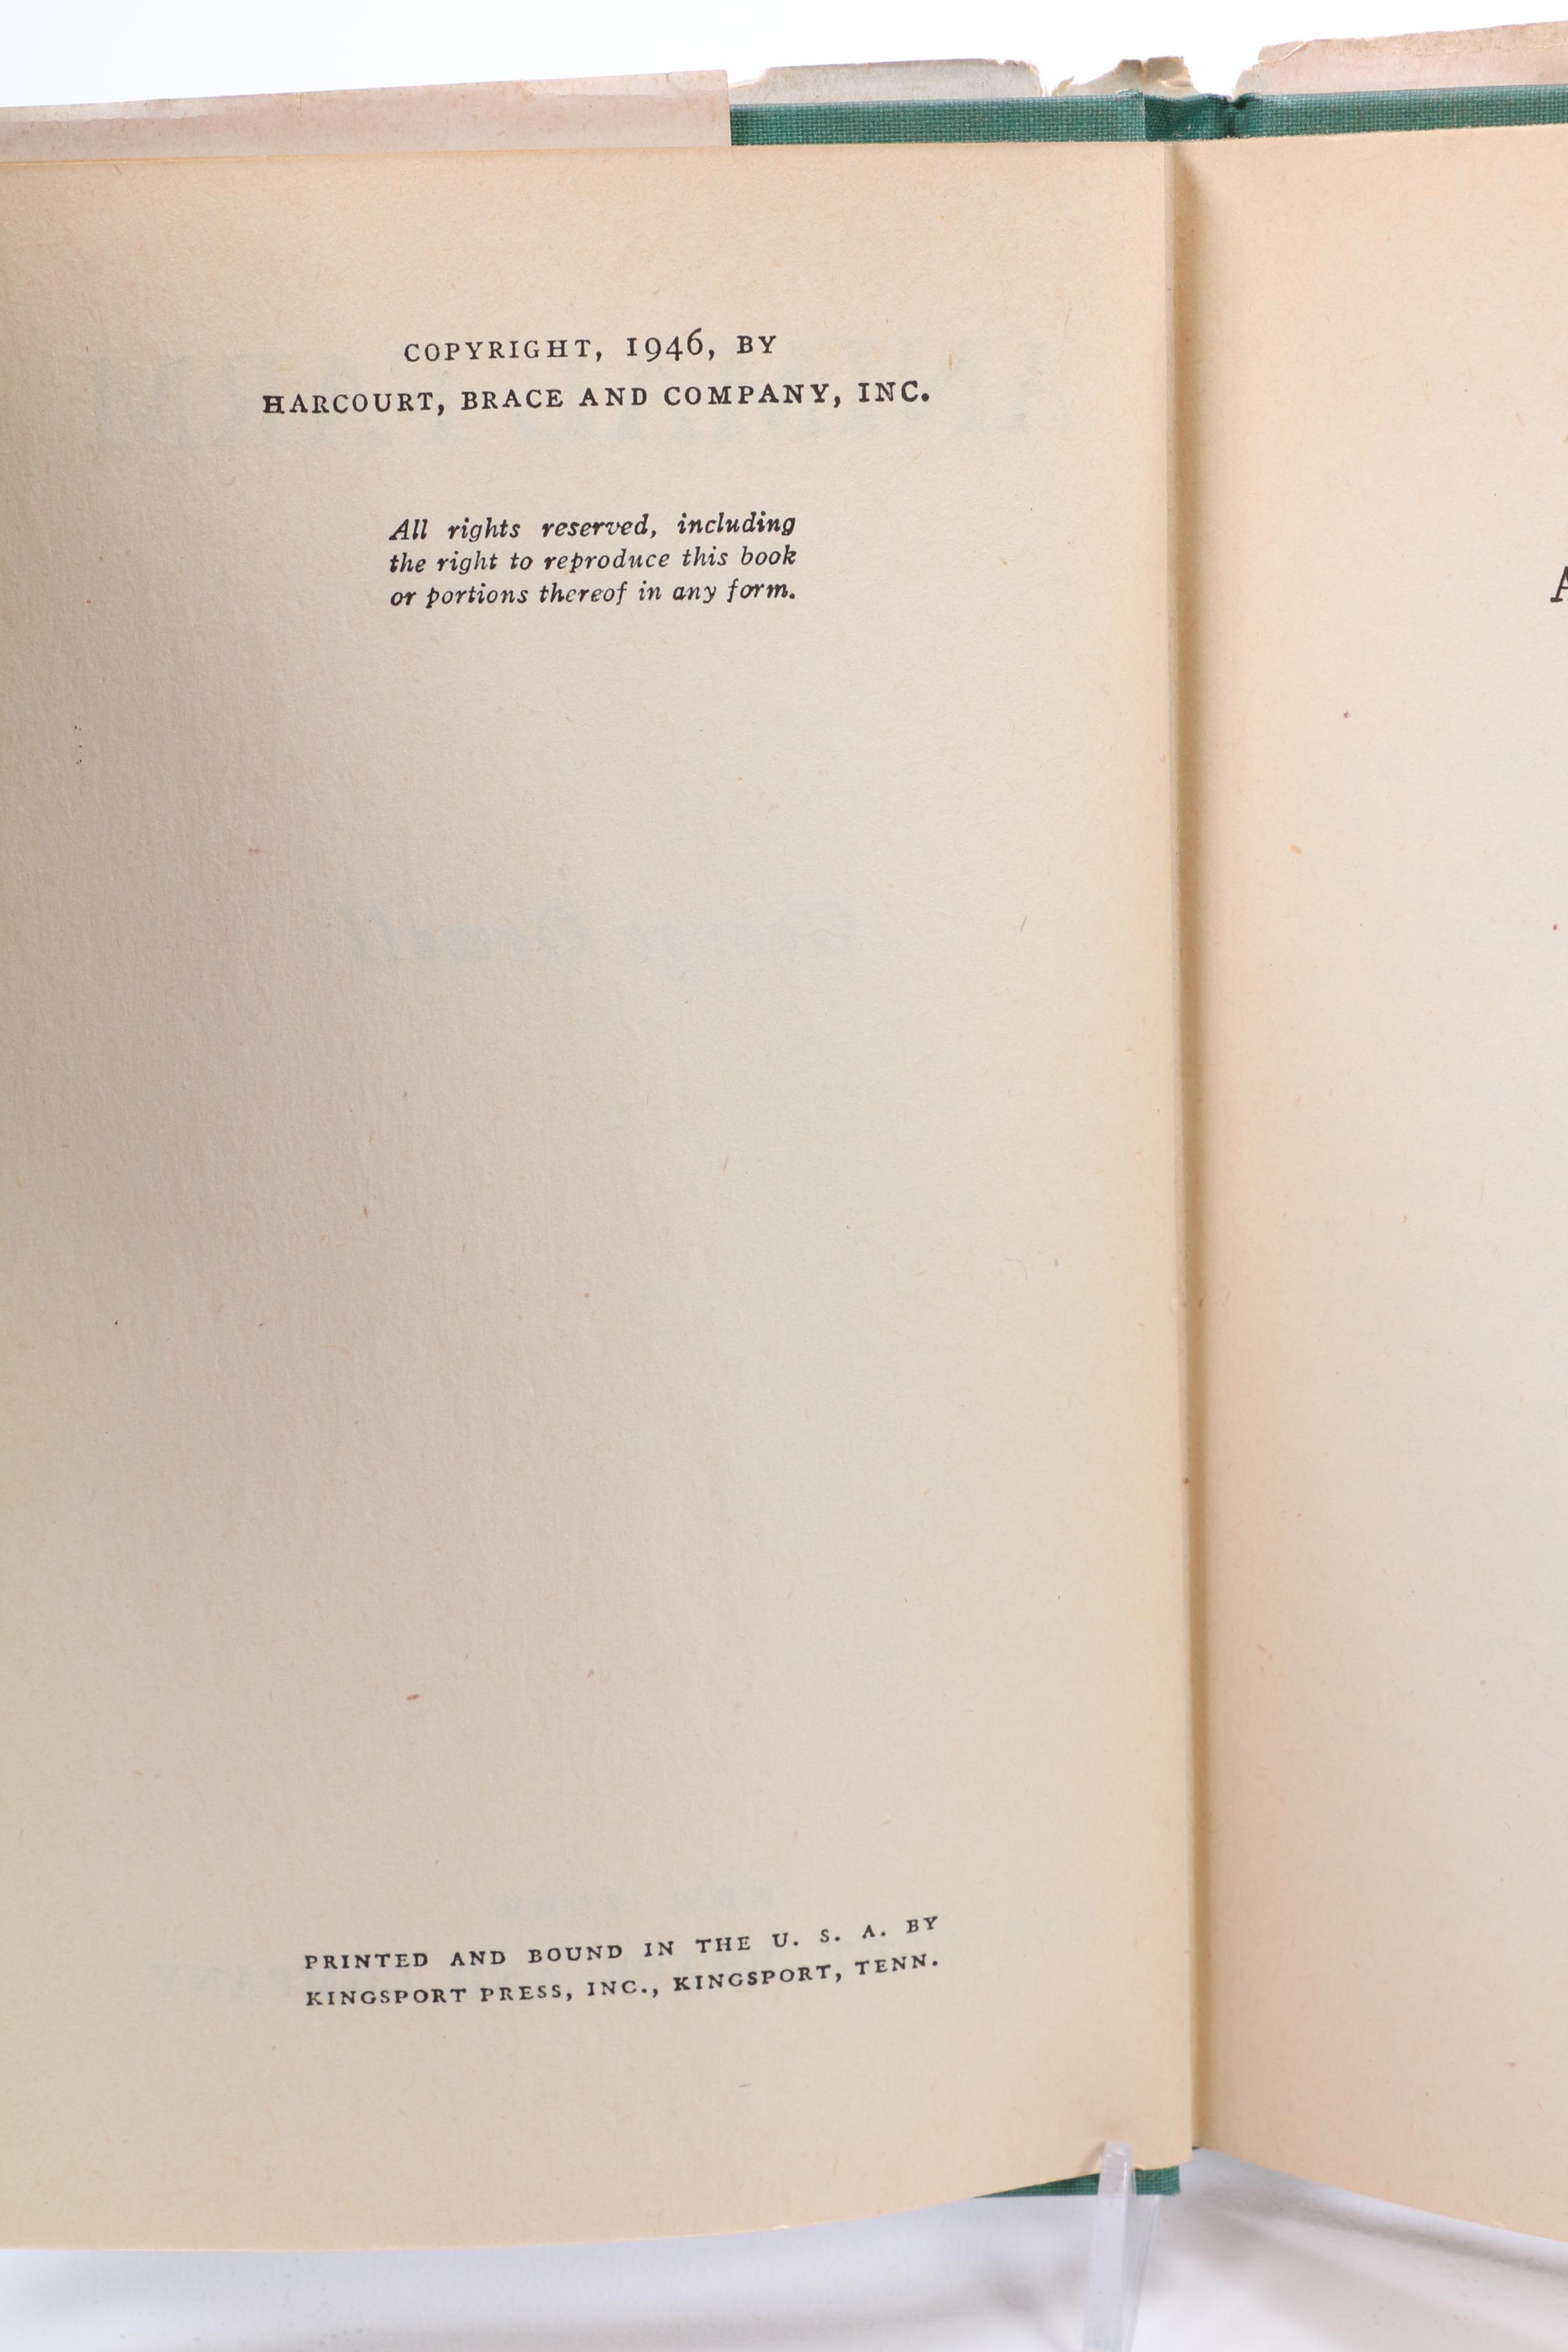 COPYRIGHT, 1946, BY
HARCOURT, BRACE AND COMPANY, INC.
All rights reserved, including
the right to reproduce this book
or portions thereof in any form.
PRINTED AND BOUND IN THE U. S. A. BY
KINGSPORT PRESS, INC., KINGSPORT, TENN.
A